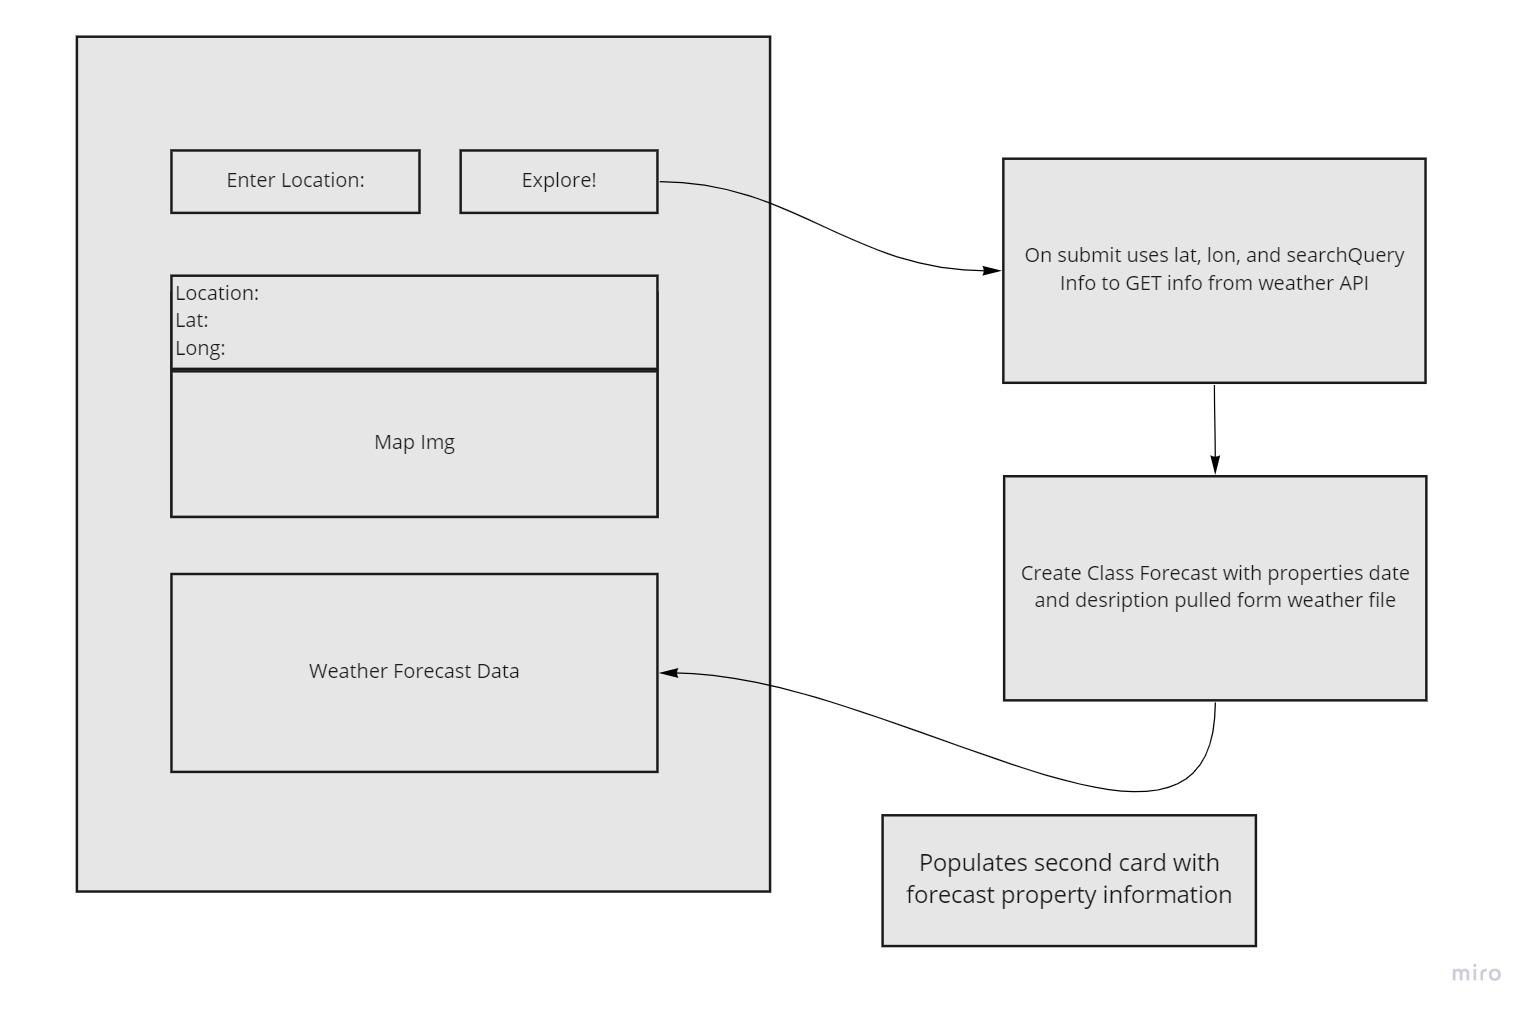 Enter Location:
Explore!
Location:
Lat:
Long:
Map Img
Weather Forecast Data
On submit uses lat, lon, and searchQuery
Info to GET info from weather API
Create Class Forecast with properties date
and desription pulled form weather file
Populates second card with
forecast property information
miro